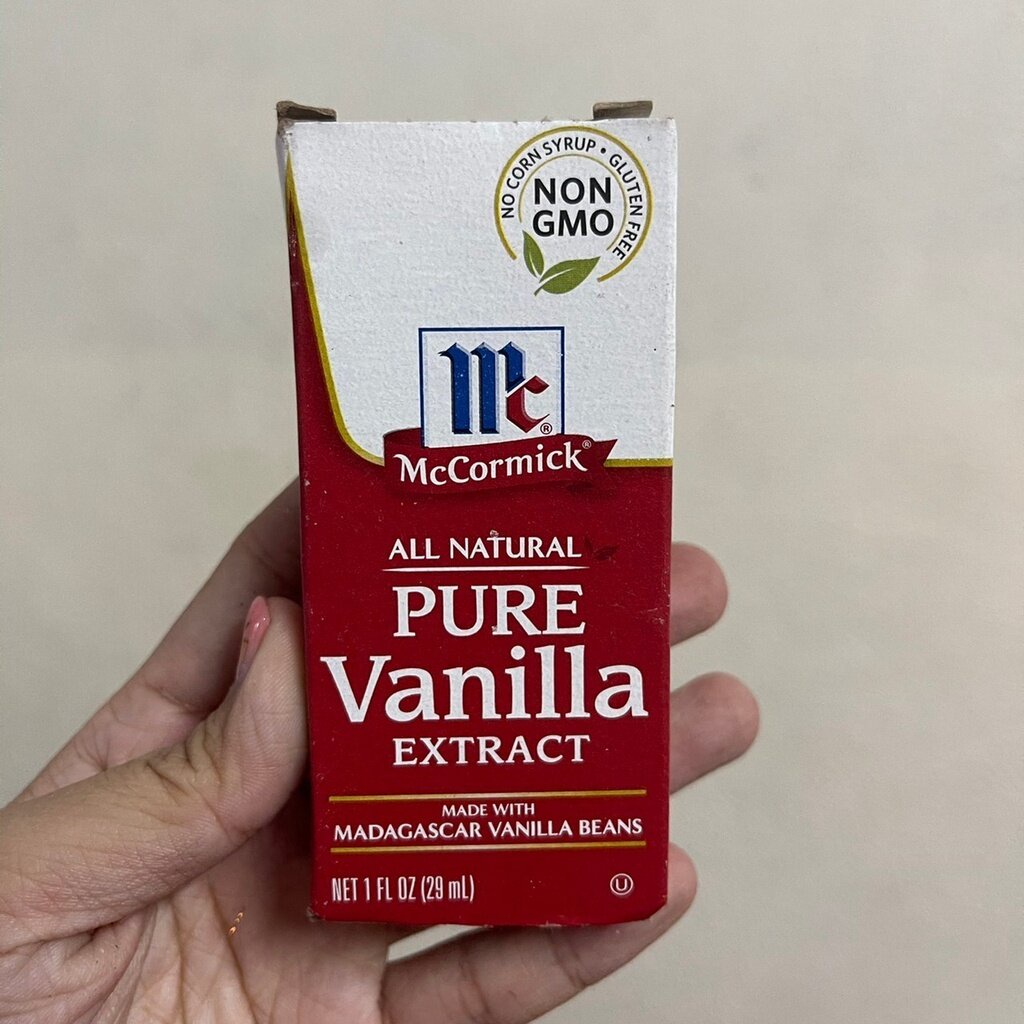 NO CORN SYRUP • GLUTEN FREE
NON
GMO
Mc®
McCormick®
ALL NATURAL
PURE
Vanilla
EXTRACT
MADE WITH
MADAGASCAR VANILLA BEANS
NET 1 FL OZ (29 mL)
U